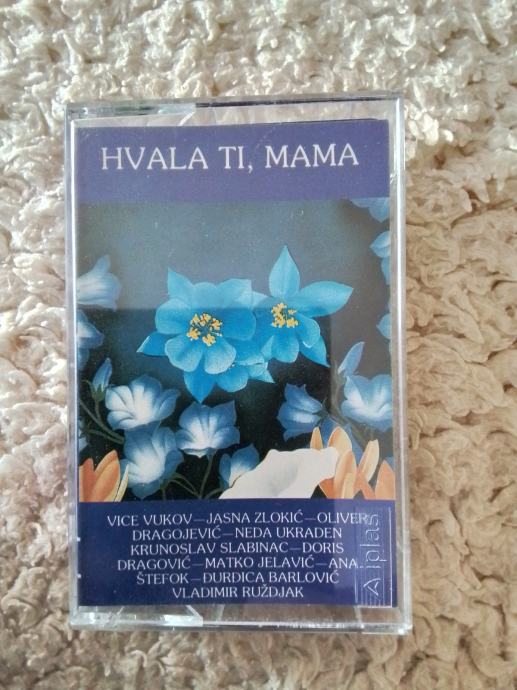 HVALA TI, MAMA
VICE VUKOV—JASNA ZLOKIĆ—OLIVER
DRAGOJEVIĆ—NEDA UKRADEN
KRUNOSLAV SLABINAC—DORIS
DRAGOVIĆ—MATKO JELAVIĆ—ANA
ŠTEFOK—ĐURĐICA BARLOVIĆ
VLADIMIR RUŽDJAK
Aiplas